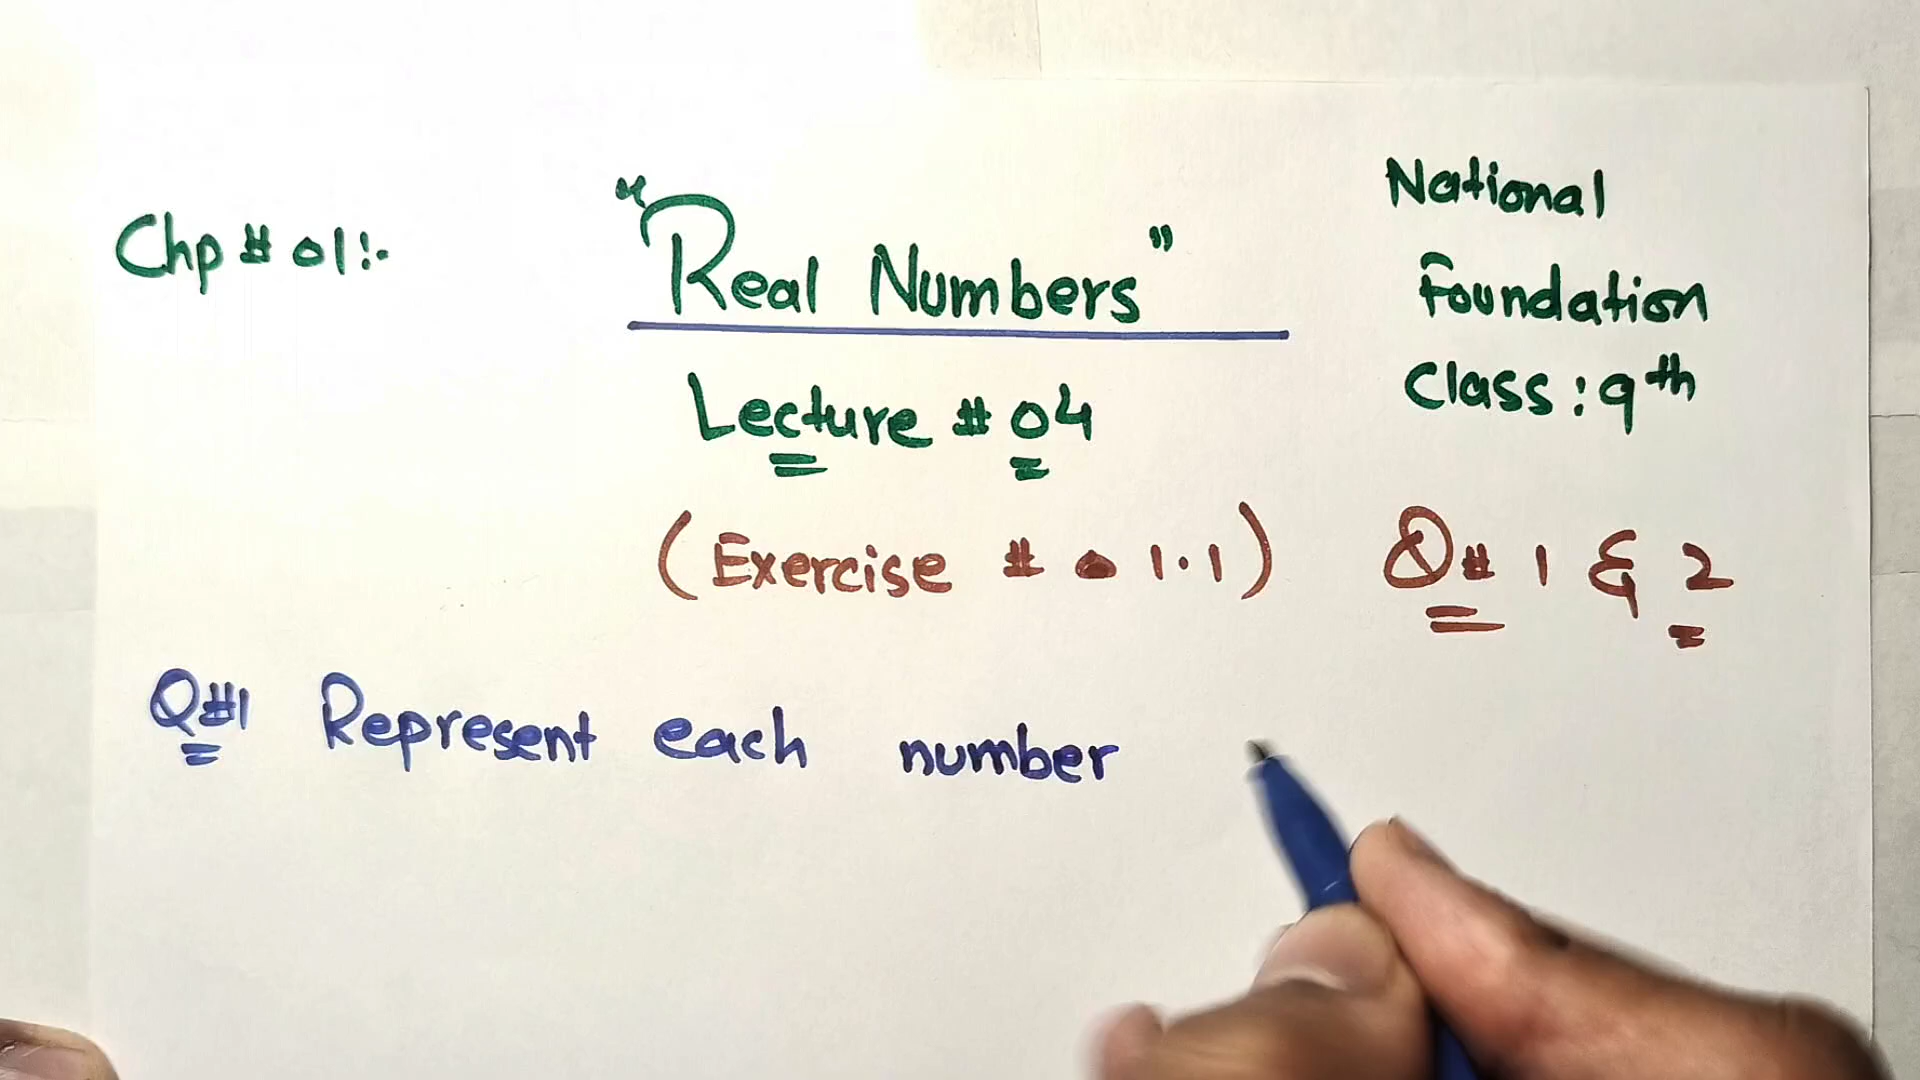 Chp # 01:-
"Real Numbers"
National
Foundation
Class: 9th
Lecture # 04
(Exercise # 1.1)
Q# 1 & 2
Q#1 Represent each number